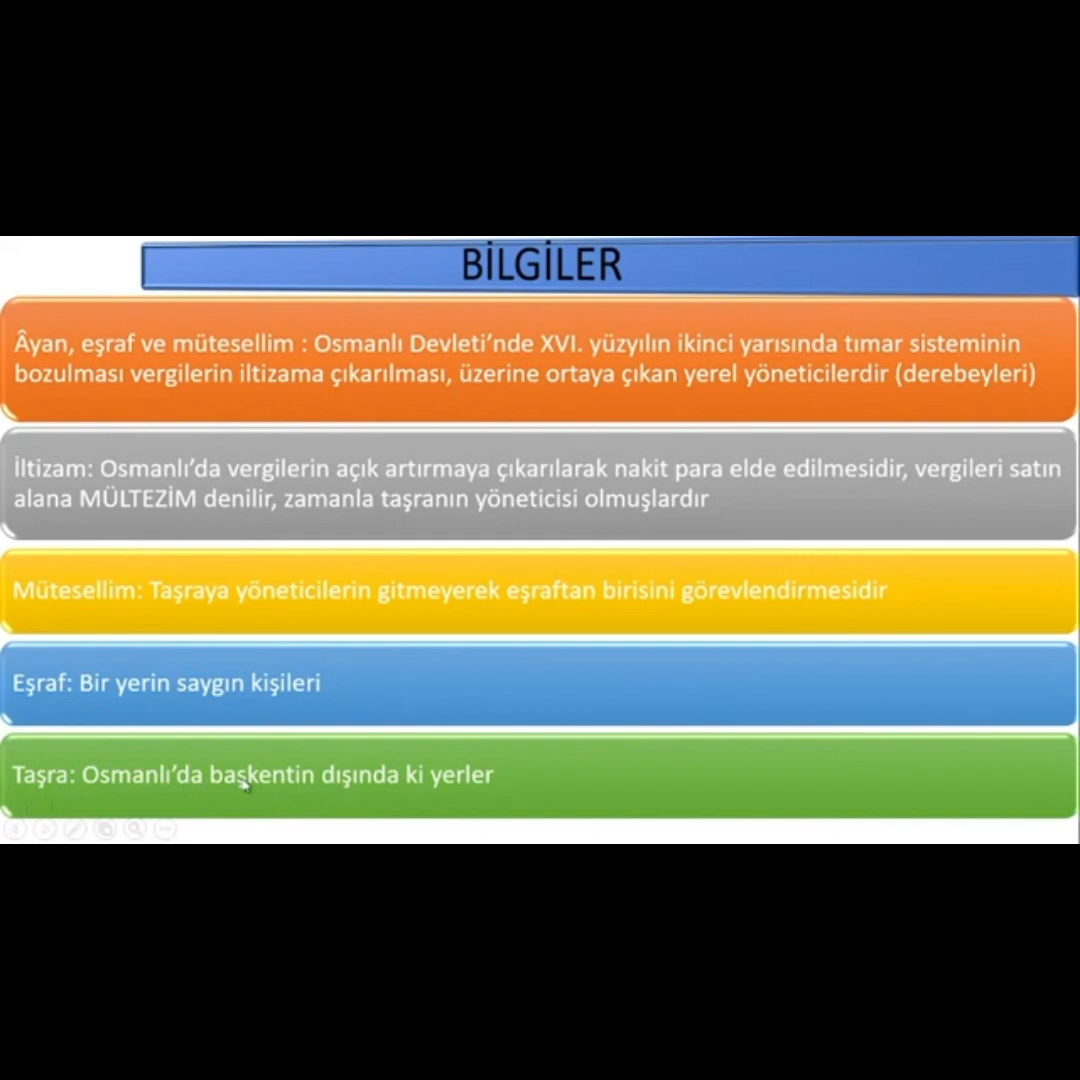 BİLGİLER
Âyan, eşraf ve mütesellim : Osmanlı Devleti’nde XVI. yüzyılın ikinci yarısında tımar sisteminin
bozulması vergilerin iltizama çıkarılması, üzerine ortaya çıkan yerel yöneticilerdir (derebeyleri)
İltizam: Osmanlı’da vergilerin açık artırmaya çıkarılarak nakit para elde edilmesidir, vergileri satın
alana MÜLTEZİM denilir, zamanla taşranın yöneticisi olmuşlardır
Mütesellim: Taşraya yöneticilerin gitmeyerek eşraftan birisini görevlendirmesidir
Eşraf: Bir yerin saygın kişileri
Taşra: Osmanlı’da başkentin dışında ki yerler